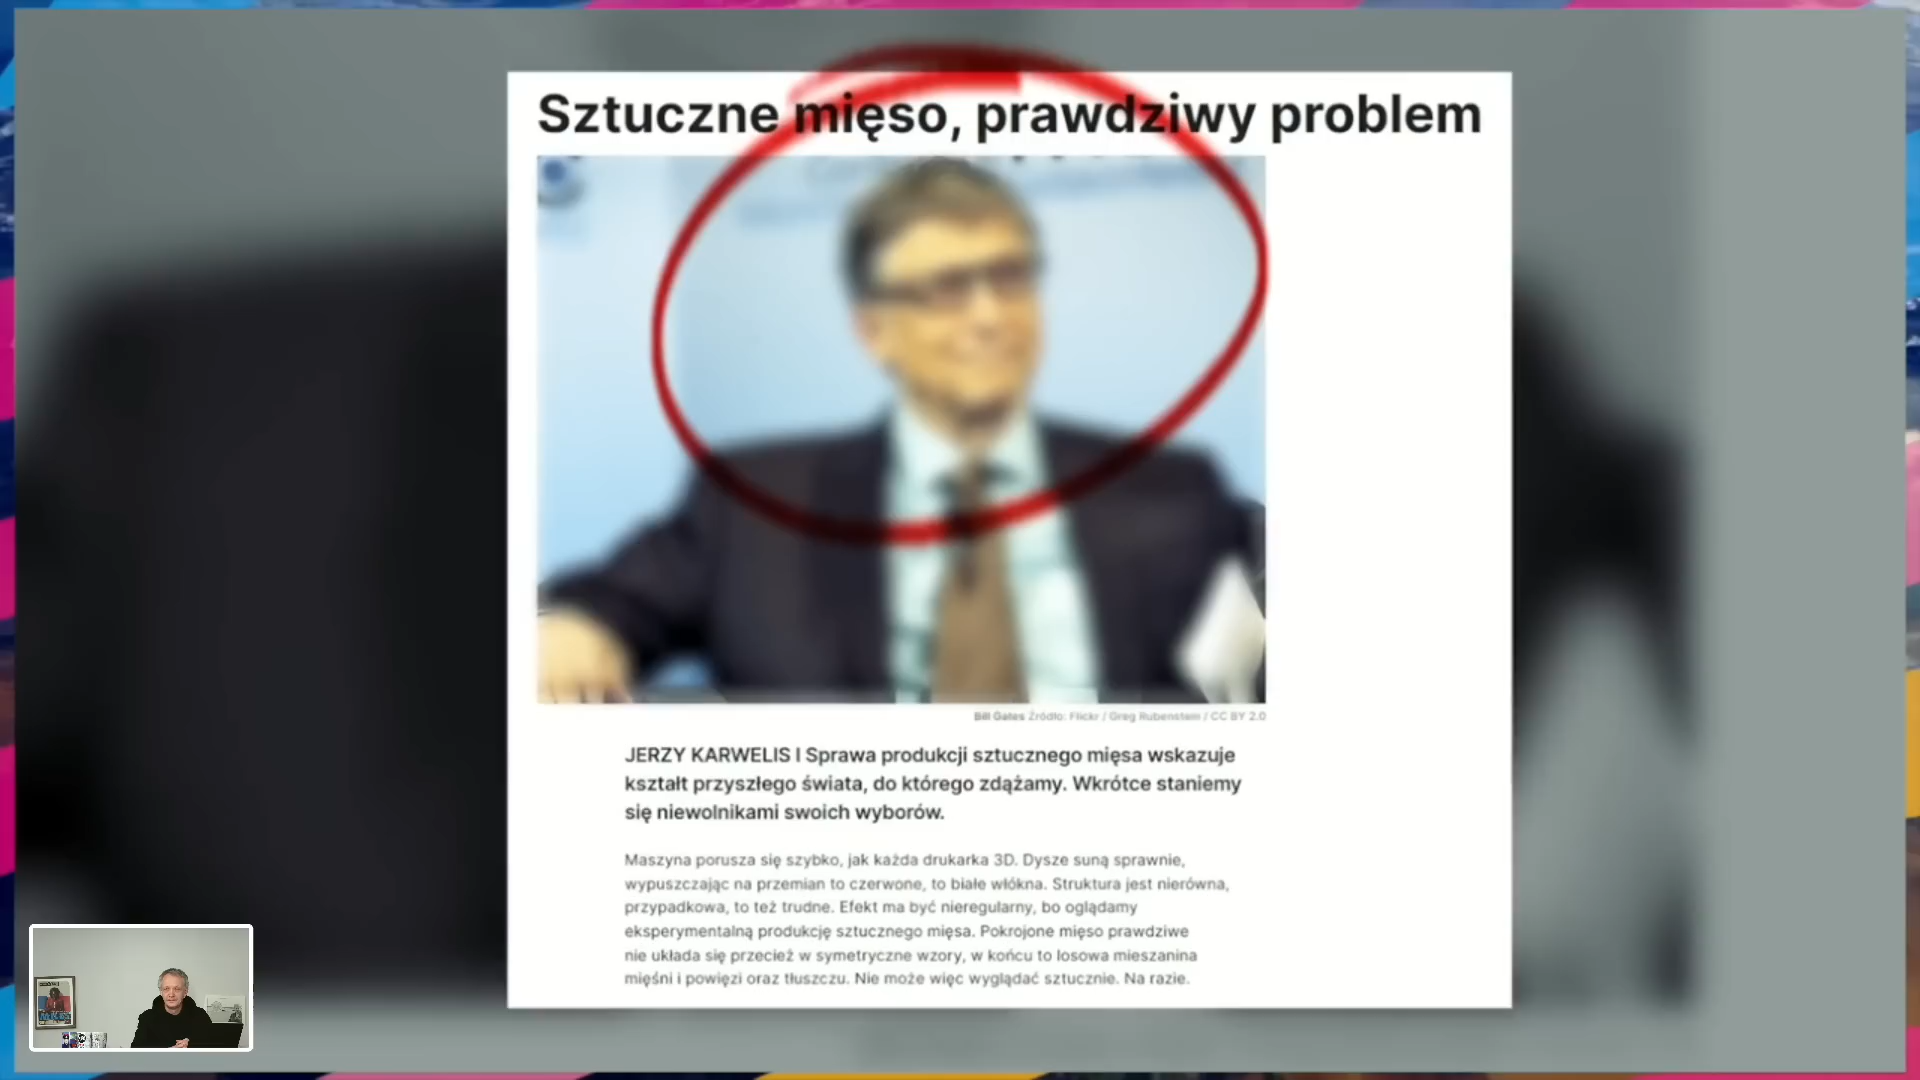 Sztuczne mięso, prawdziwy problem
Bill Gates Źródło: Flickr / Greg Rubenstein / CC BY 2.0
JERZY KARWELIS I Sprawa produkcji sztucznego mięsa wskazuje
kształt przyszłego świata, do którego zdążamy. Wkrótce staniemy
się niewolnikami swoich wyborów.
Maszyna porusza się szybko, jak każda drukarka 3D. Dysze suną sprawnie,
wypuszczając na przemian to czerwone, to białe włókna. Struktura jest nierówna,
przypadkowa, to też trudne. Efekt ma być nieregularny, bo oglądamy
eksperymentalną produkcję sztucznego mięsa. Pokrojone mięso prawdziwe
nie układa się przecież w symetryczne wzory, w końcu to losowa mieszanina
mięśni i powięzi oraz tłuszczu. Nie może więc wyglądać sztucznie. Na razie.